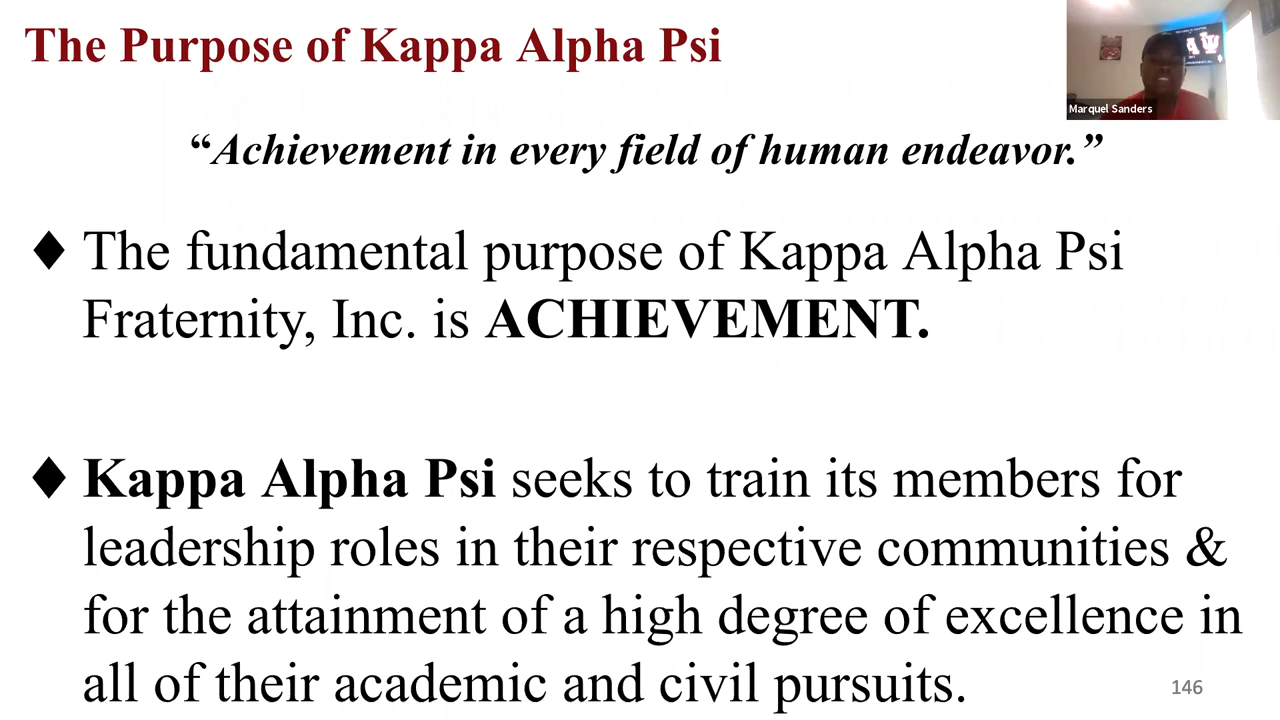 The Purpose of Kappa Alpha Psi
Marquel Sanders
“Achievement in every field of human endeavor.”
♦ The fundamental purpose of Kappa Alpha Psi
Fraternity, Inc. is ACHIEVEMENT.
♦ Kappa Alpha Psi seeks to train its members for
leadership roles in their respective communities &
for the attainment of a high degree of excellence in
all of their academic and civil pursuits.
146